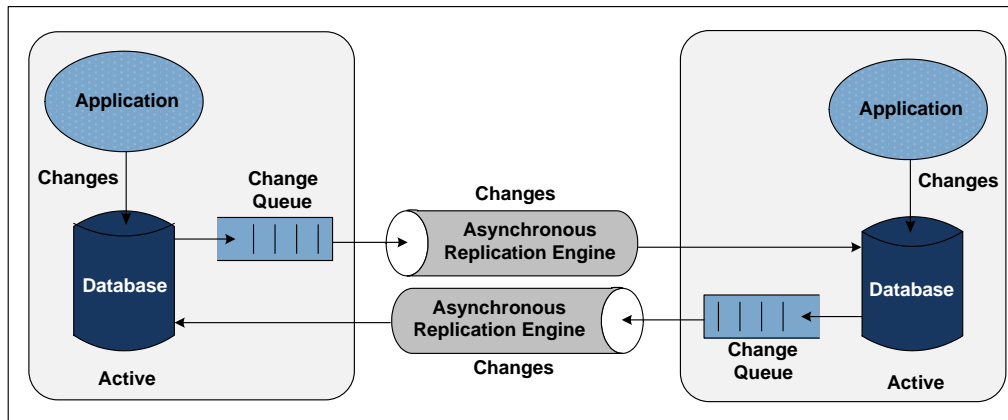 Application
Changes
Change
Queue
Database
Active
Changes
Asynchronous
Replication Engine
Asynchronous
Replication Engine
Changes
Application
Changes
Database
Change
Queue
Active